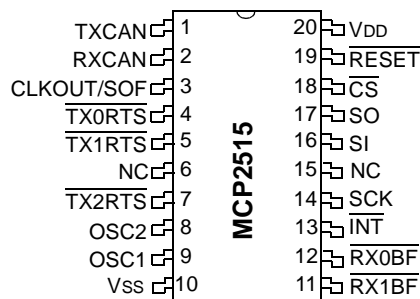 TXCAN 1 20 VDD
RXCAN 2 19 RESET
CLKOUT/SOF 3 18 CS
TX0RTS 4 17 SO
TX1RTS 5 16 SI
NC 6 15 NC
TX2RTS 7 14 SCK
OSC2 8 13 INT
OSC1 9 12 RX0BF
VSS 10 11 RX1BF
MCP2515